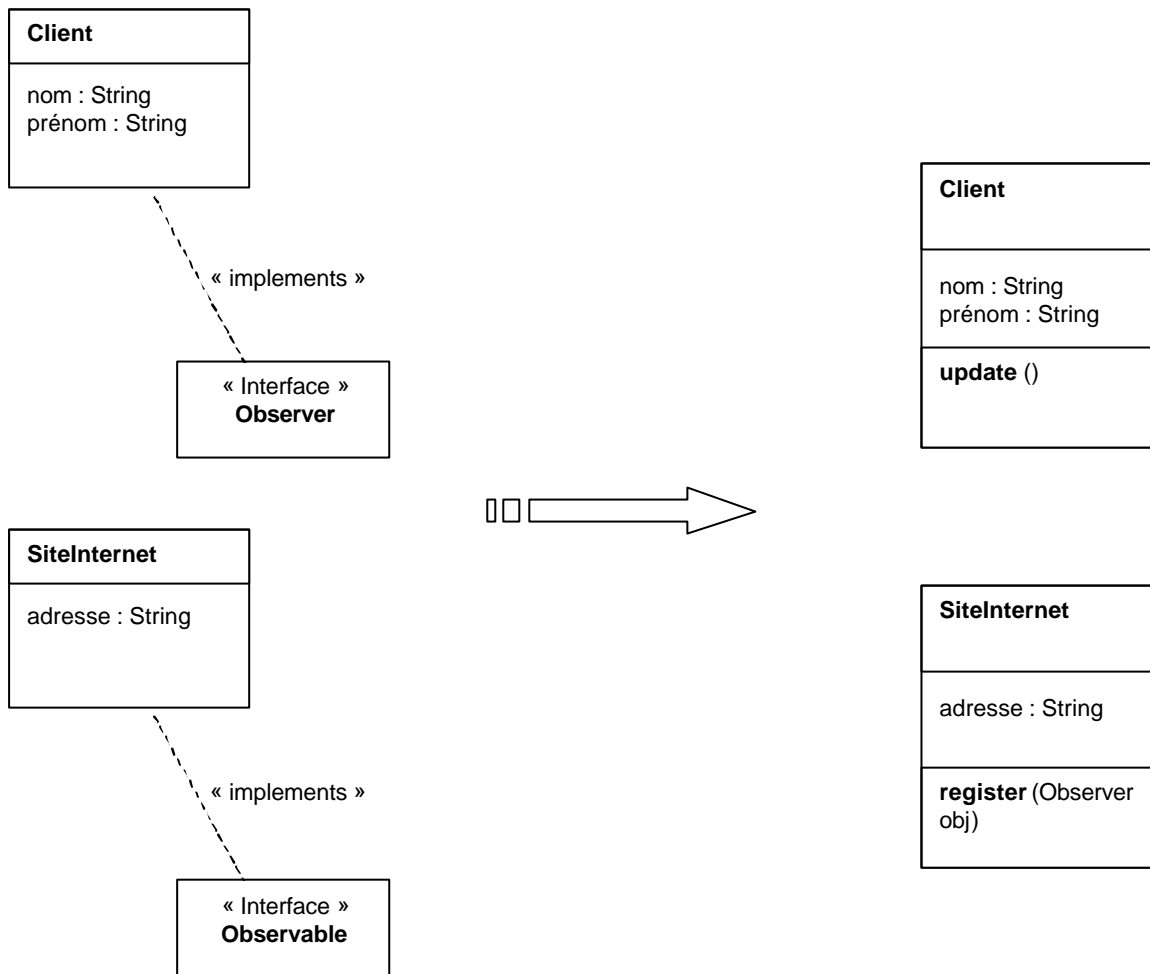 Client
nom : String
prénom : String
« implements »
« Interface »
Observer
SiteInternet
adresse : String
« implements »
« Interface »
Observable
Client
nom : String
prénom : String
update ()
SiteInternet
adresse : String
register (Observer
obj)